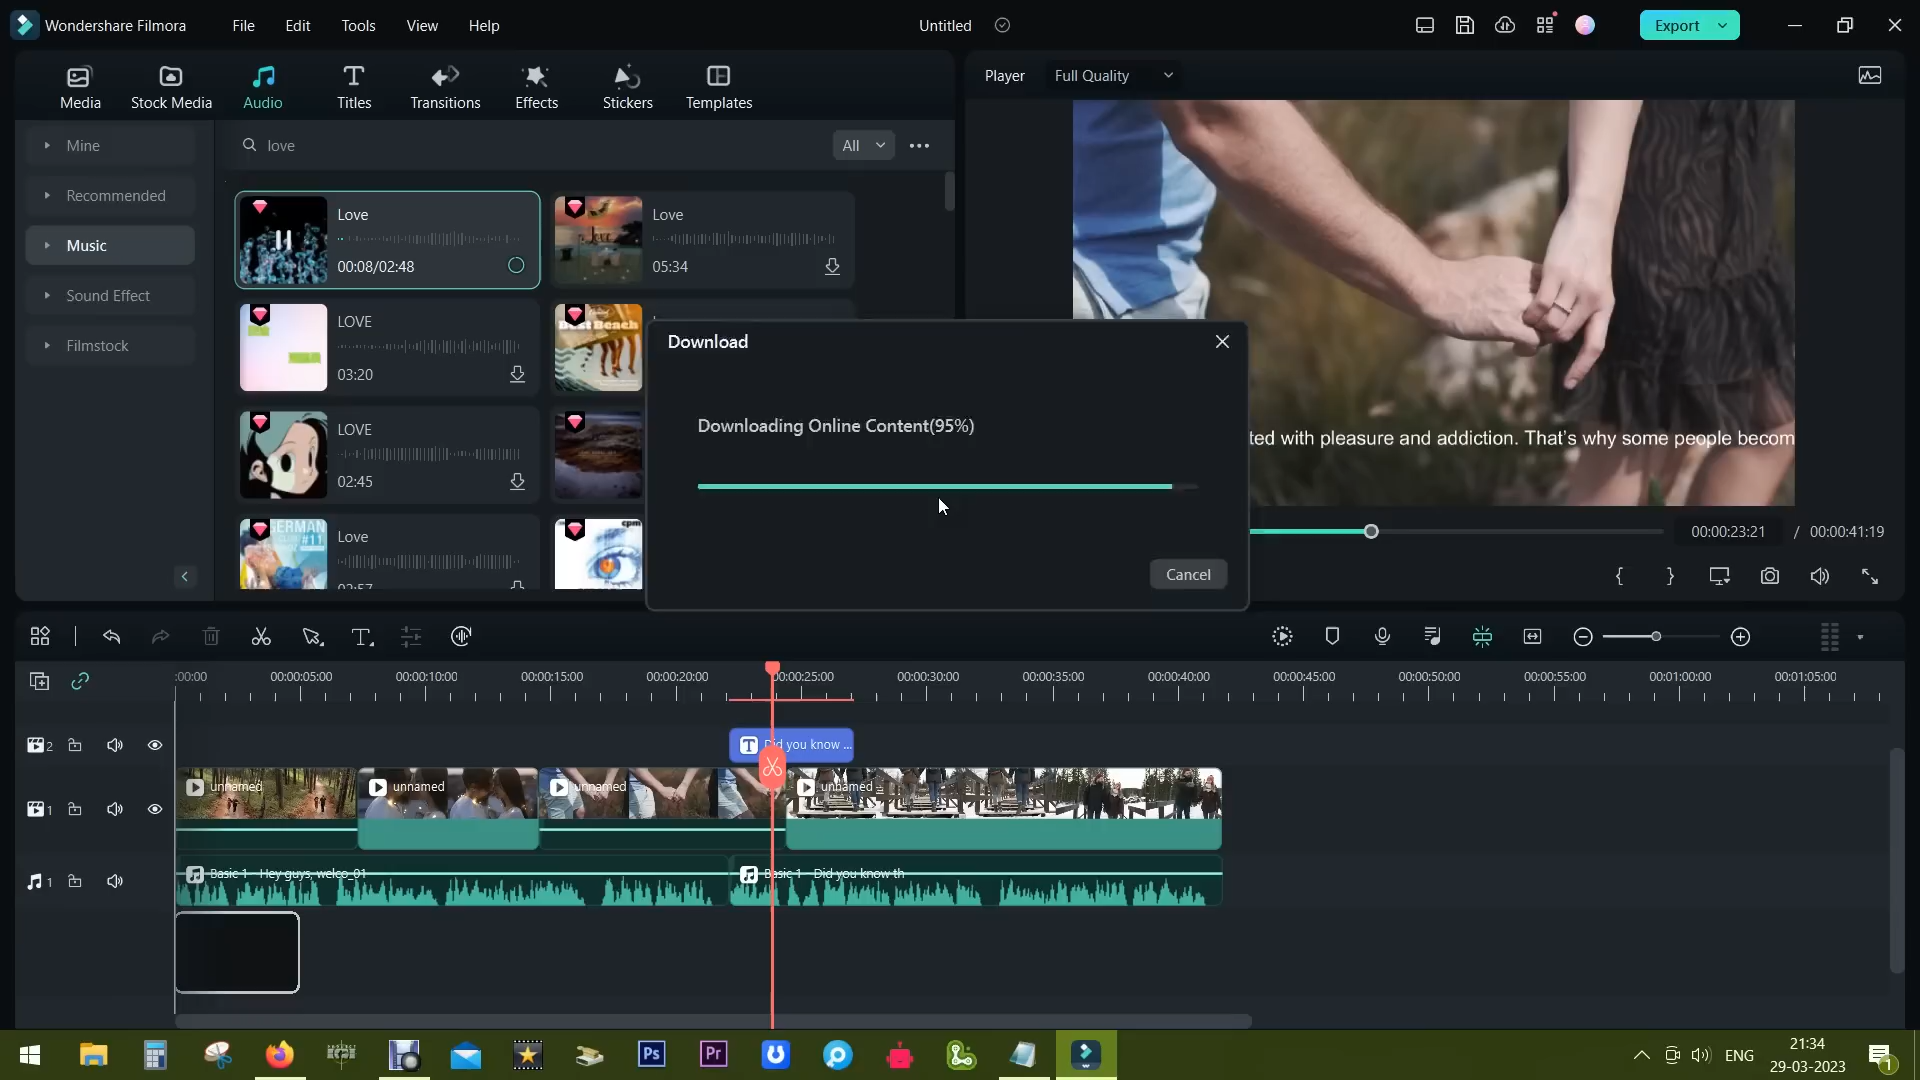 Wondershare Filmora
File
Edit
Tools
View
Help
Untitled
Export
Media
Stock Media
Audio
Titles
Transitions
Effects
Stickers
Templates
Player
Full Quality
Mine
Recommended
Music
Sound Effect
Filmstock
love
All
Love
00:08/02:48
Love
05:34
LOVE
03:20
LOVE
02:45
Love
Download
Downloading Online Content(95%)
Cancel
ted with pleasure and addiction. That's why some people becom
00:00:23:21
/ 00:00:41:19
:00:00
00:00:05:00
00:00:10:00
00:00:15:00
00:00:20:00
00:00:25:00
00:00:30:00
00:00:35:00
00:00:40:00
00:00:45:00
00:00:50:00
00:00:55:00
00:01:00:00
00:01:05:00
2
T
Did you know ...
1
unnamed
unnamed
unnamed
unnamed
1
Basic 1 - Hey guys, welco_01
Basic 1 - Did you know th
Ps
Pr
ENG
21:34
29-03-2023
1